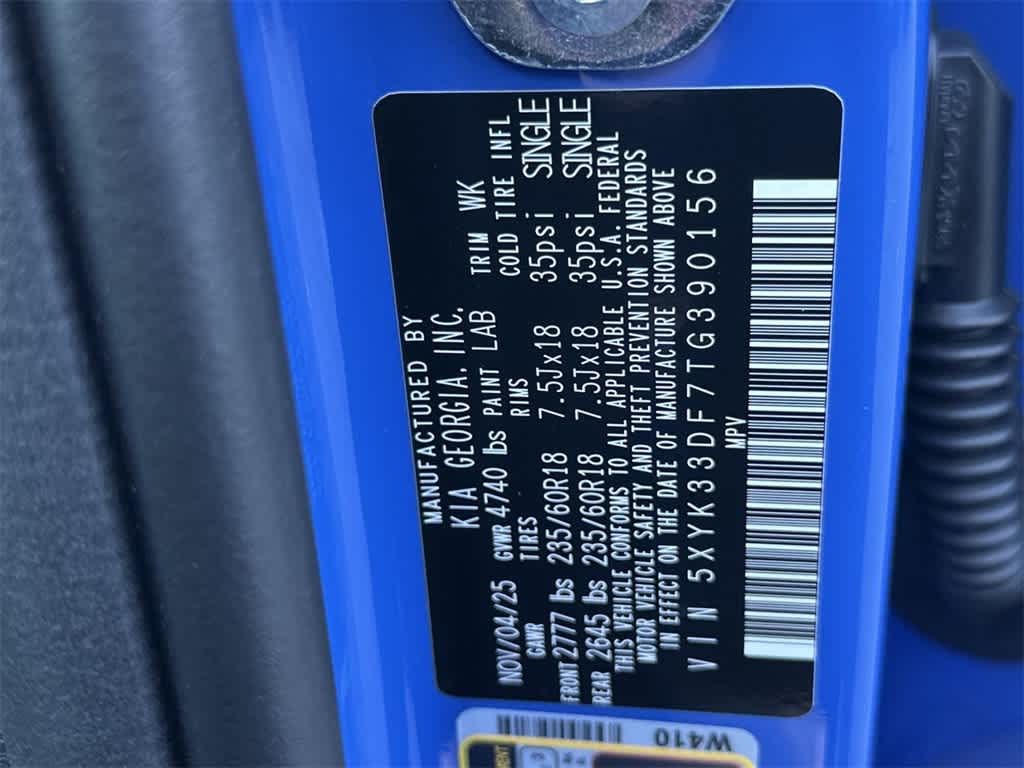 MANUFACTURED BY
KIA GEORGIA, INC.
NOV/04/25 GVWR 4740 lbs PAINT LAB TRIM WK
GAWR TIRES RIMS COLD TIRE INFL
FRONT 2777 lbs 235/60R18 7.5Jx18 35psi SINGLE
REAR 2645 lbs 235/60R18 7.5Jx18 35psi SINGLE
THIS VEHICLE CONFORMS TO ALL APPLICABLE U.S.A. FEDERAL
MOTOR VEHICLE SAFETY AND THEFT PREVENTION STANDARDS
IN EFFECT ON THE DATE OF MANUFACTURE SHOWN ABOVE
VIN 5XYK33DF7TG390156
MPV
W410